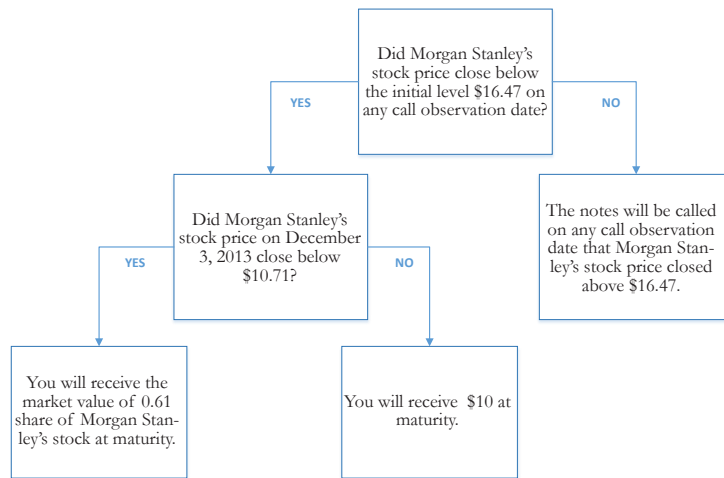 Did Morgan Stanley's
stock price close below
the initial level $16.47 on
any call observation date?
YES
NO
Did Morgan Stanley's
stock price on December
3, 2013 close below
$10.71?
The notes will be called
on any call observation
date that Morgan Stan-
ley's stock price closed
above $16.47.
YES
NO
You will receive the
market value of 0.61
share of Morgan Stan-
ley's stock at maturity.
You will receive $10 at
maturity.